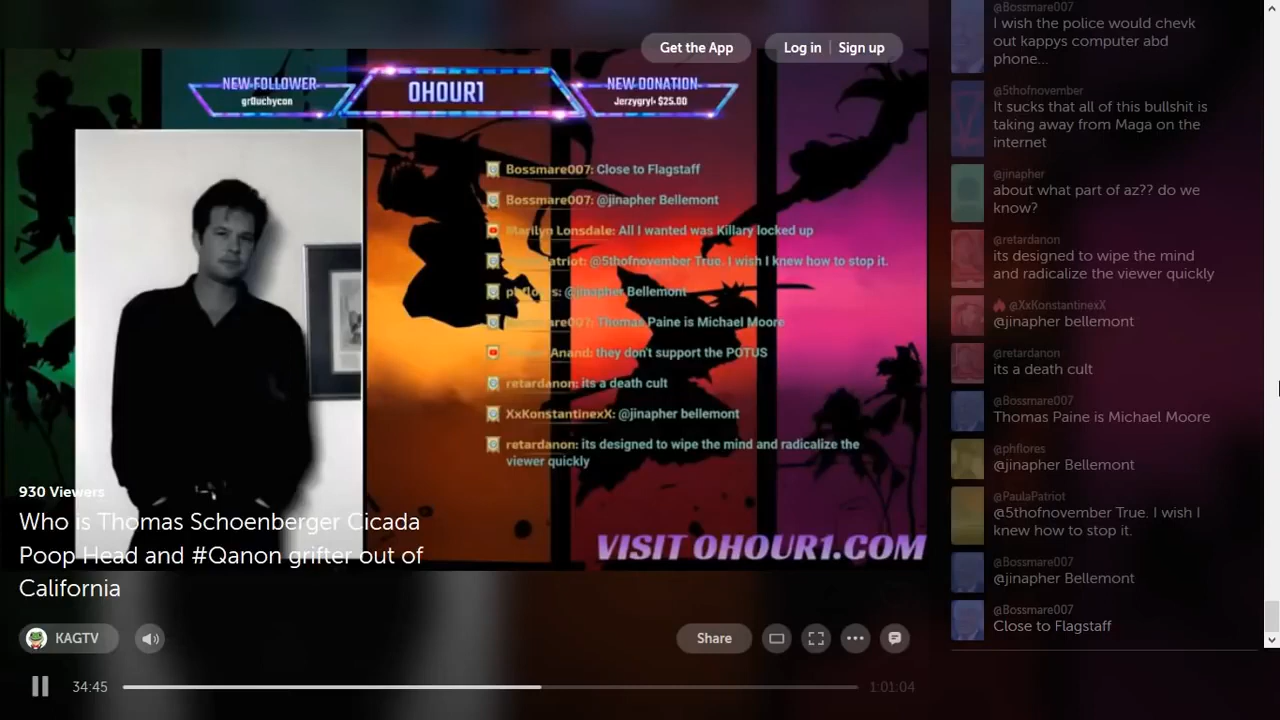 Get the App
Log in
Sign up
NEW FOLLOWER
gr0uchycon
OHOUR1
NEW DONATION
Jerzygryl• $25.00
Bossmare007: Close to Flagstaff
Bossmare007: @jinapher Bellemont
Marilyn Lonsdale: All I wanted was Killary locked up
atriot: @5thofnovember True. I wish I knew how to stop it.
phflores: @jinapher Bellemont
Bossmare007: Thomas Paine is Michael Moore
Anand: they don't support the POTUS
retardanon: its a death cult
XxKonstantinexX: @jinapher bellemont
retardanon: its designed to wipe the mind and radicalize the
viewer quickly
VISIT OHOUR1.COM
930 Viewers
Who is Thomas Schoenberger Cicada
Poop Head and #Qanon grifter out of
California
KAGTV
Share
34:45
1:01:04
@Bossmare007
I wish the police would chevk
out kappys computer abd
phone...
@5thofnovember
It sucks that all of this bullshit is
taking away from Maga on the
internet
@jinapher
about what part of az?? do we
know?
@retardanon
its designed to wipe the mind
and radicalize the viewer quickly
@XxKonstantinexX
@jinapher bellemont
@retardanon
its a death cult
@Bossmare007
Thomas Paine is Michael Moore
@phflores
@jinapher Bellemont
@PaulaPatriot
@5thofnovember True. I wish I
knew how to stop it.
@Bossmare007
@jinapher Bellemont
@Bossmare007
Close to Flagstaff